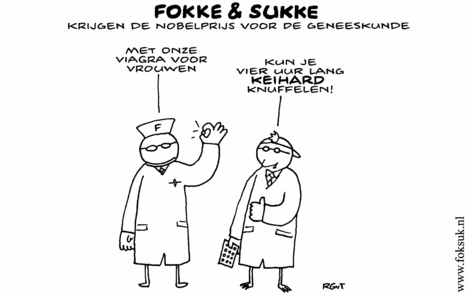 FOKKE & SUKKE
KRIJGEN DE NOBELPRIJS VOOR DE GENEESKUNDE
MET ONZE
VIAGRA VOOR
VROUWEN
KUN JE
VIER UUR LANG
KEIHARD
KNUFFELEN!
F
RGvT
www.foksuk.nl